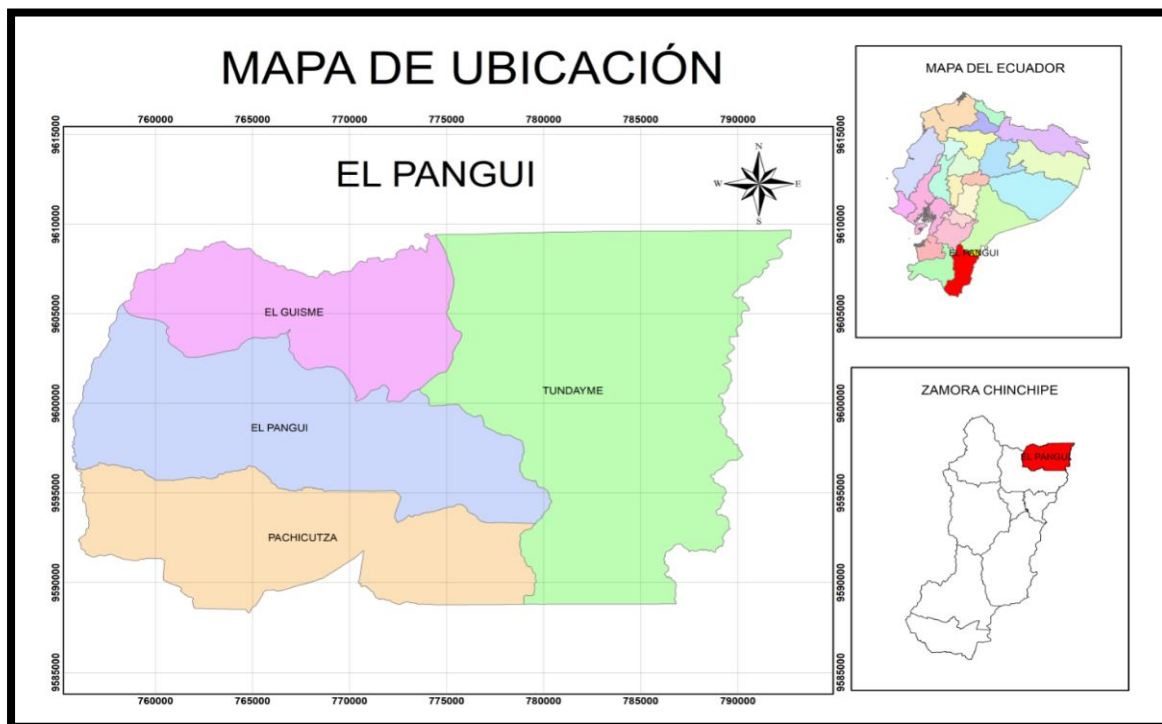 MAPA DE UBICACIÓN
760000 765000 770000 775000 780000 785000 790000
9615000 9615000
EL PANGUI
N
W E
S
9610000 9610000
EL GUISME
9605000 9605000
TUNDAYME
9600000 9600000
EL PANGUI
9595000 9595000
PACHICUTZA
9590000 9590000
9585000 9585000
760000 765000 770000 775000 780000 785000 790000
MAPA DEL ECUADOR
EL PANGUI
ZAMORA CHINCHIPE
EL PANGUI